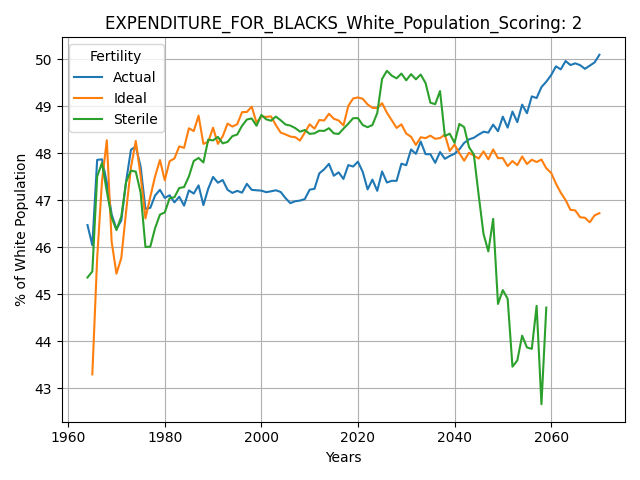 EXPENDITURE_FOR_BLACKS_White_Population_Scoring: 2
Fertility
Actual
Ideal
Sterile
% of White Population
50
49
48
47
46
45
44
43
1960
1980
2000
2020
2040
2060
Years